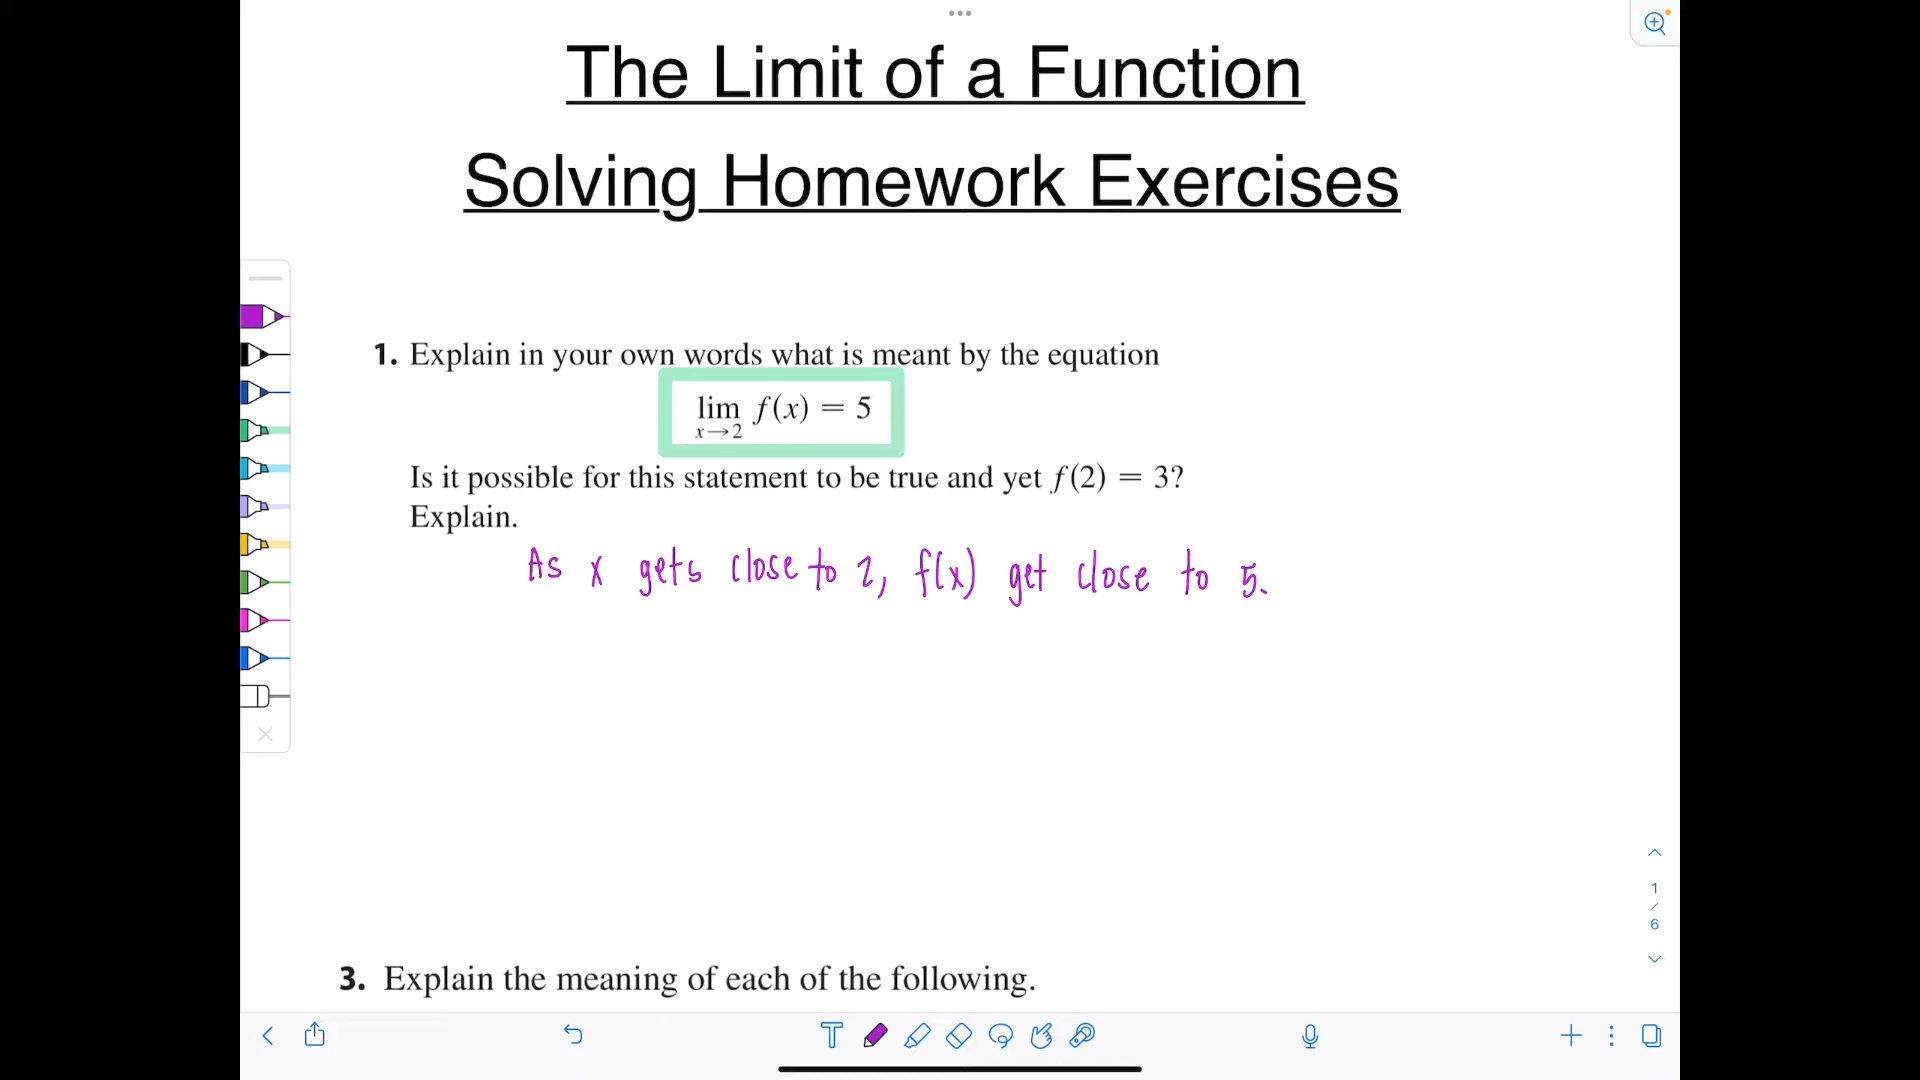 The Limit of a Function
Solving Homework Exercises
1. Explain in your own words what is meant by the equation
lim f(x) = 5
x→2
Is it possible for this statement to be true and yet f(2) = 3?
Explain.
As x gets close to 2, f(x) get close to 5.
1
/
6
3. Explain the meaning of each of the following.